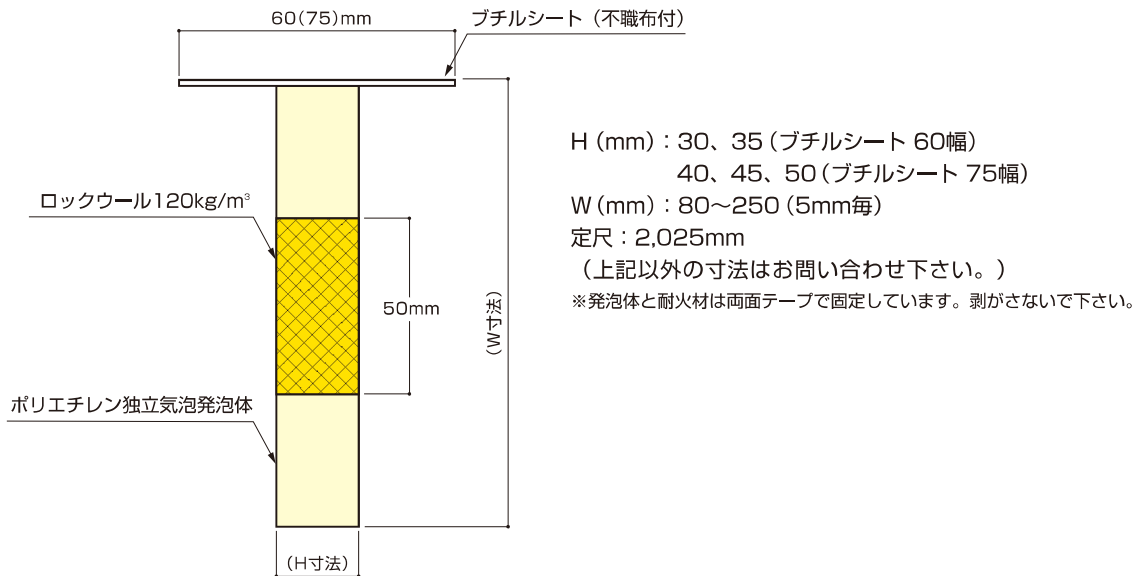 60(75)mm
ブチルシート（不職布付）
ロックウール120kg/m³
50mm
（W寸法）
ポリエチレン独立気泡発泡体
（H寸法）
H（mm）：30、35（ブチルシート 60幅）
40、45、50（ブチルシート 75幅）
W（mm）：80～250（5mm毎）
定尺：2,025mm
（上記以外の寸法はお問い合わせ下さい。）
※発泡体と耐火材は両面テープで固定しています。剥がさないで下さい。